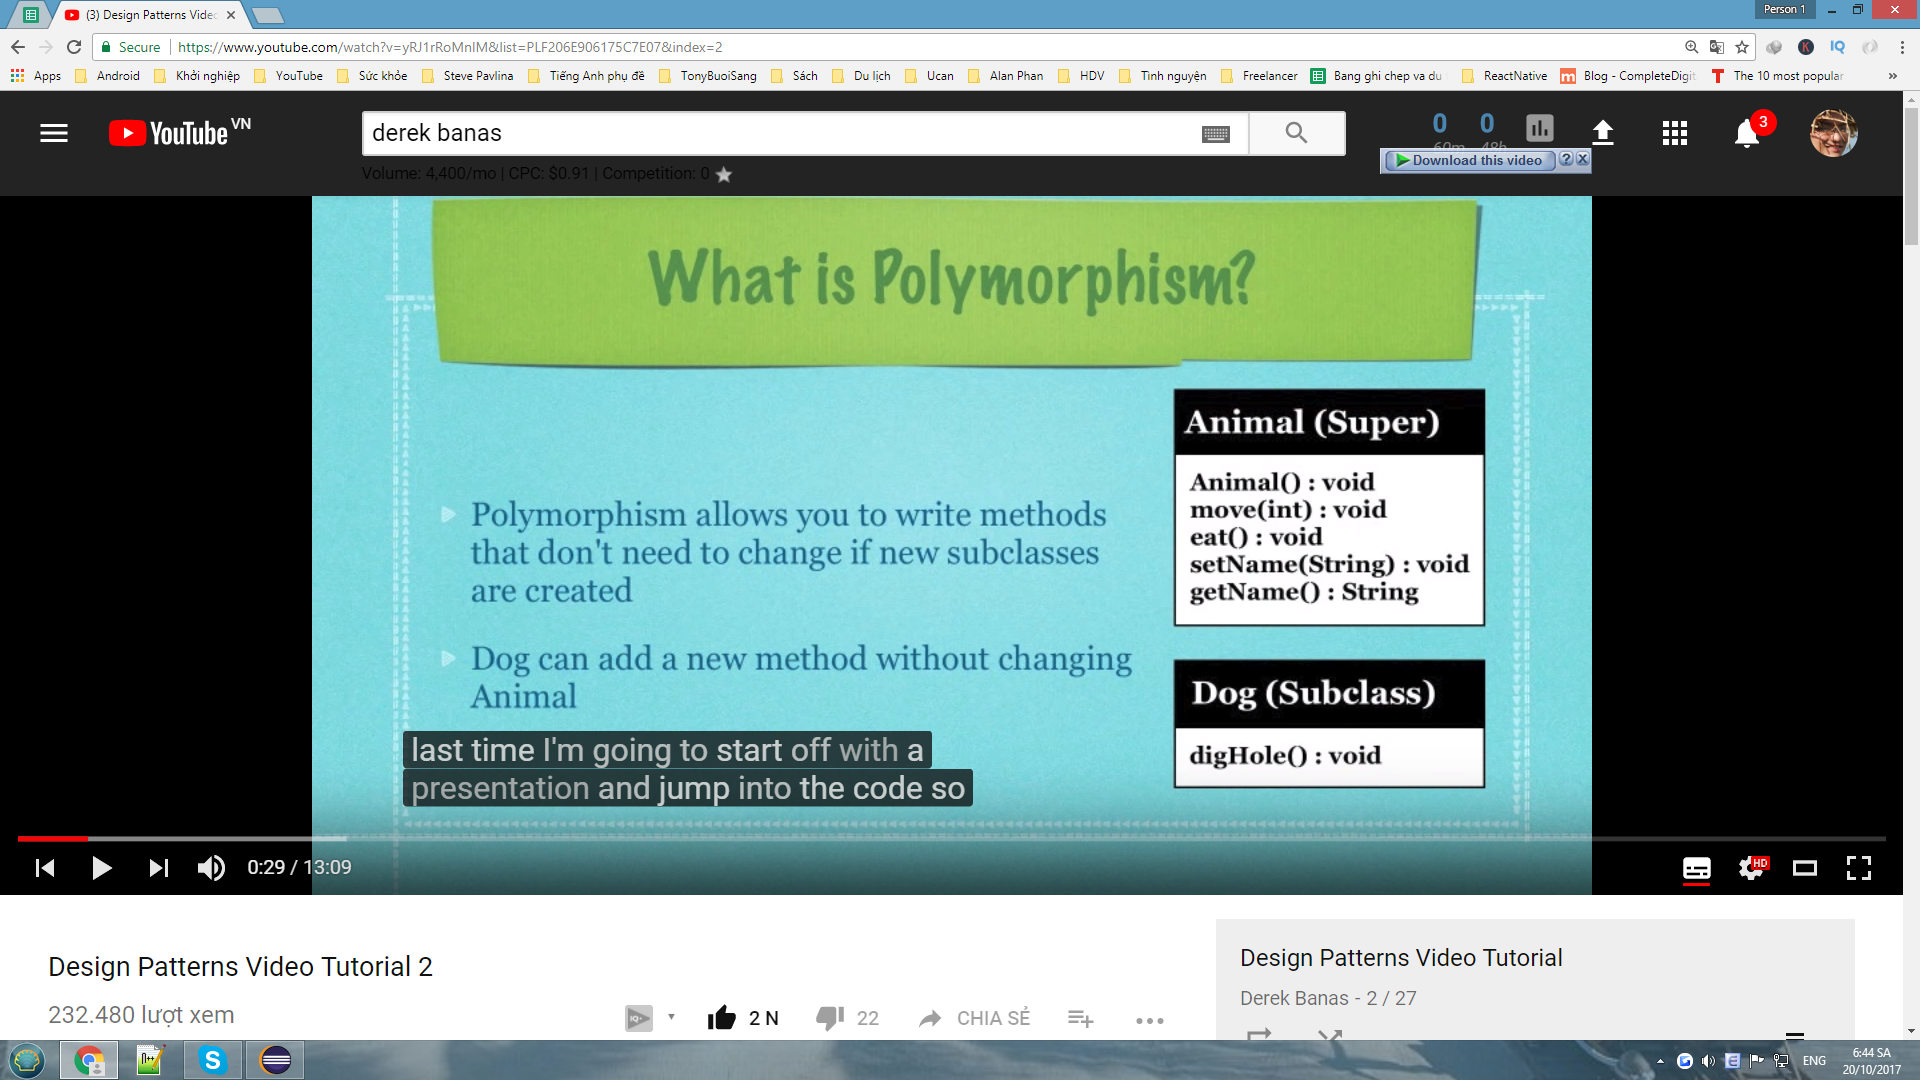 (3) Design Patterns Vide
Person 1
Secure
https://www.youtube.com/watch?v=yRJ1rRoMnIM&list=PLF206E906175C7E07&index=2
Apps
Android
Khởi nghiệp
YouTube
Sức khỏe
Steve Pavlina
Tiếng Anh phụ đề
TonyBuoiSang
Sách
Du lịch
Ucan
Alan Phan
HDV
Tình nguyện
Freelancer
Bang ghi chep va du
ReactNative
Blog - CompleteDigit
The 10 most popular
YouTube VN
derek banas
0 0
60m 48h
3
Download this video
Volume: 4,400/mo | CPC: $0.91 | Competition: 0
What is Polymorphism?
Polymorphism allows you to write methods
that don't need to change if new subclasses
are created
Dog can add a new method without changing
Animal
Animal (Super)
Animal() : void
move(int) : void
eat() : void
setName(String) : void
getName() : String
Dog (Subclass)
digHole() : void
last time I'm going to start off with a
presentation and jump into the code so
0:29 / 13:09
HD
Design Patterns Video Tutorial 2
232.480 lượt xem
2 N
22
CHIA SẺ
Design Patterns Video Tutorial
Derek Banas - 2 / 27
ENG
6:44 SA
20/10/2017